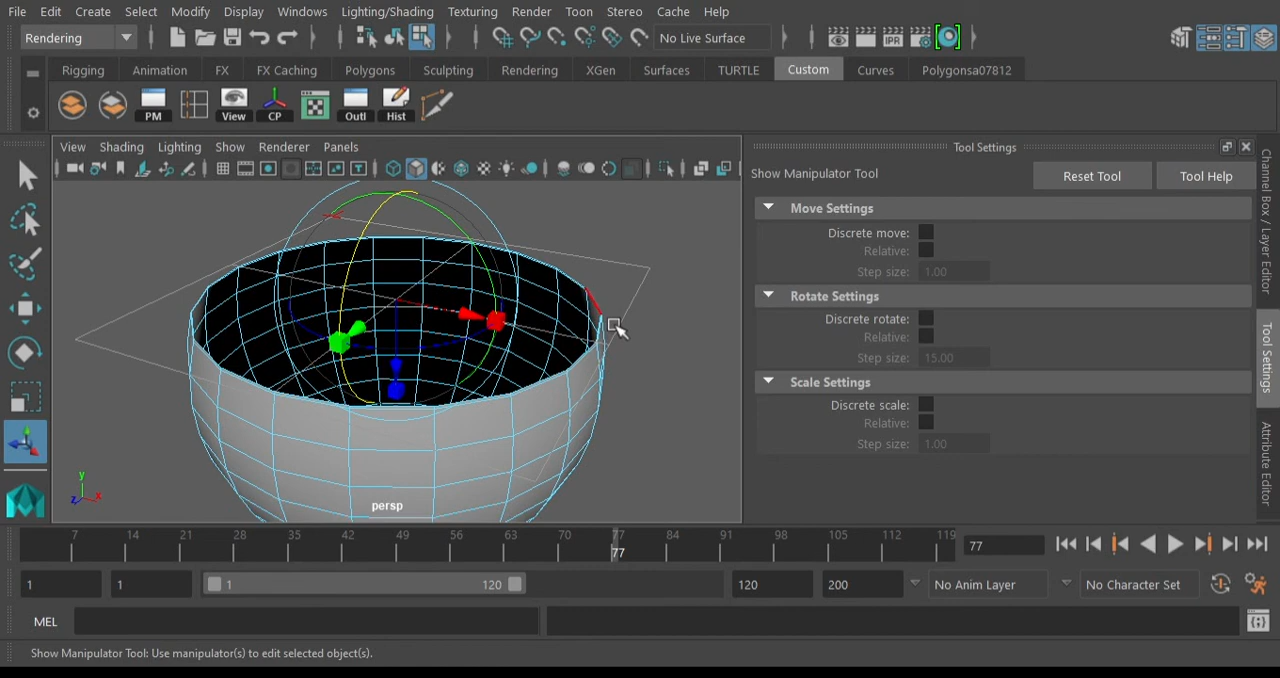 File Edit Create Select Modify Display Windows Lighting/Shading Texturing Render Toon Stereo Cache Help
Rendering No Live Surface IPR
Rigging Animation FX FX Caching Polygons Sculpting Rendering XGen Surfaces TURTLE Custom Curves Polygonsa07812
PM View CP Outl Hist
View Shading Lighting Show Renderer Panels
Tool Settings
Show Manipulator Tool Reset Tool Tool Help
Move Settings
Discrete move:
Relative:
Step size: 1.00
Rotate Settings
Discrete rotate:
Relative:
Step size: 15.00
Scale Settings
Discrete scale:
Relative:
Step size: 1.00
Channel Box / Layer Editor
Tool Settings
Attribute Editor
y
z x
persp
7 14 21 28 35 42 49 56 63 70 77 84 91 98 105 112 119
77 77
1 1 1 120 120 200 No Anim Layer No Character Set
MEL
Show Manipulator Tool: Use manipulator(s) to edit selected object(s).